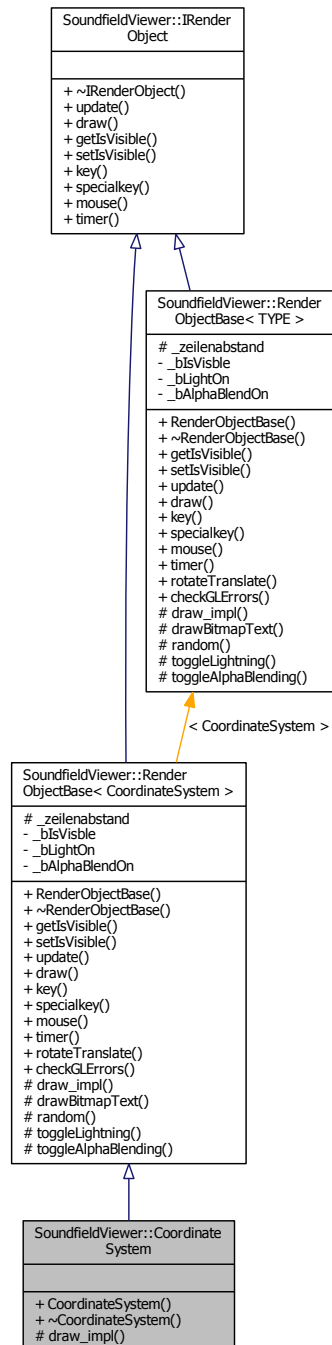 SoundfieldViewer::IRender
Object
+ ~IRenderObject()
+ update()
+ draw()
+ getIsVisible()
+ setIsVisible()
+ key()
+ specialkey()
+ mouse()
+ timer()
SoundfieldViewer::Render
ObjectBase< TYPE >
# _zeilenabstand
- _bIsVisble
- _bLightOn
- _bAlphaBlendOn
+ RenderObjectBase()
+ ~RenderObjectBase()
+ getIsVisible()
+ setIsVisible()
+ update()
+ draw()
+ key()
+ specialkey()
+ mouse()
+ timer()
+ rotateTranslate()
+ checkGLErrors()
# draw_impl()
# drawBitmapText()
# random()
# toggleLightning()
# toggleAlphaBlending()
< CoordinateSystem >
SoundfieldViewer::Render
ObjectBase< CoordinateSystem >
# _zeilenabstand
- _bIsVisble
- _bLightOn
- _bAlphaBlendOn
+ RenderObjectBase()
+ ~RenderObjectBase()
+ getIsVisible()
+ setIsVisible()
+ update()
+ draw()
+ key()
+ specialkey()
+ mouse()
+ timer()
+ rotateTranslate()
+ checkGLErrors()
# draw_impl()
# drawBitmapText()
# random()
# toggleLightning()
# toggleAlphaBlending()
SoundfieldViewer::Coordinate
System
+ CoordinateSystem()
+ ~CoordinateSystem()
# draw_impl()